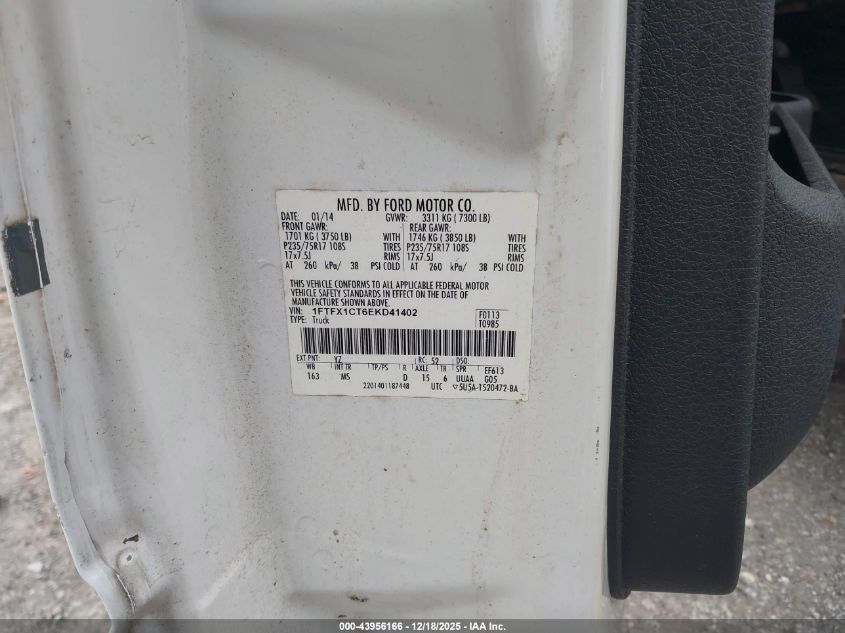 MFD. BY FORD MOTOR CO.
DATE: 01/14 GVWR: 3311 KG (7300 LB)
FRONT GAWR: REAR GAWR:
1701 KG (3750 LB) WITH 1746 KG (3850 LB) WITH
P235/75R17 108S TIRES P235/75R17 108S TIRES
17x7.5J RIMS 17x7.5J RIMS
AT 260 kPa/ 38 PSI COLD AT 260 kPa/ 38 PSI COLD
THIS VEHICLE CONFORMS TO ALL APPLICABLE FEDERAL MOTOR
VEHICLE SAFETY STANDARDS IN EFFECT ON THE DATE OF
MANUFACTURE SHOWN ABOVE.
VIN: 1FTFX1CT6EKD41402 F0113
TYPE: Truck T0985
EXT PNT: YZ RC: 52 DSO:
WB INT TR TP/PS R AXLE TR SPR EF613
163 MS D 15 6 UUAA G05
2201401187448 UTC ▽5U5A-1520472-BA
000-43956166 – 12/18/2025 – IAA Inc.